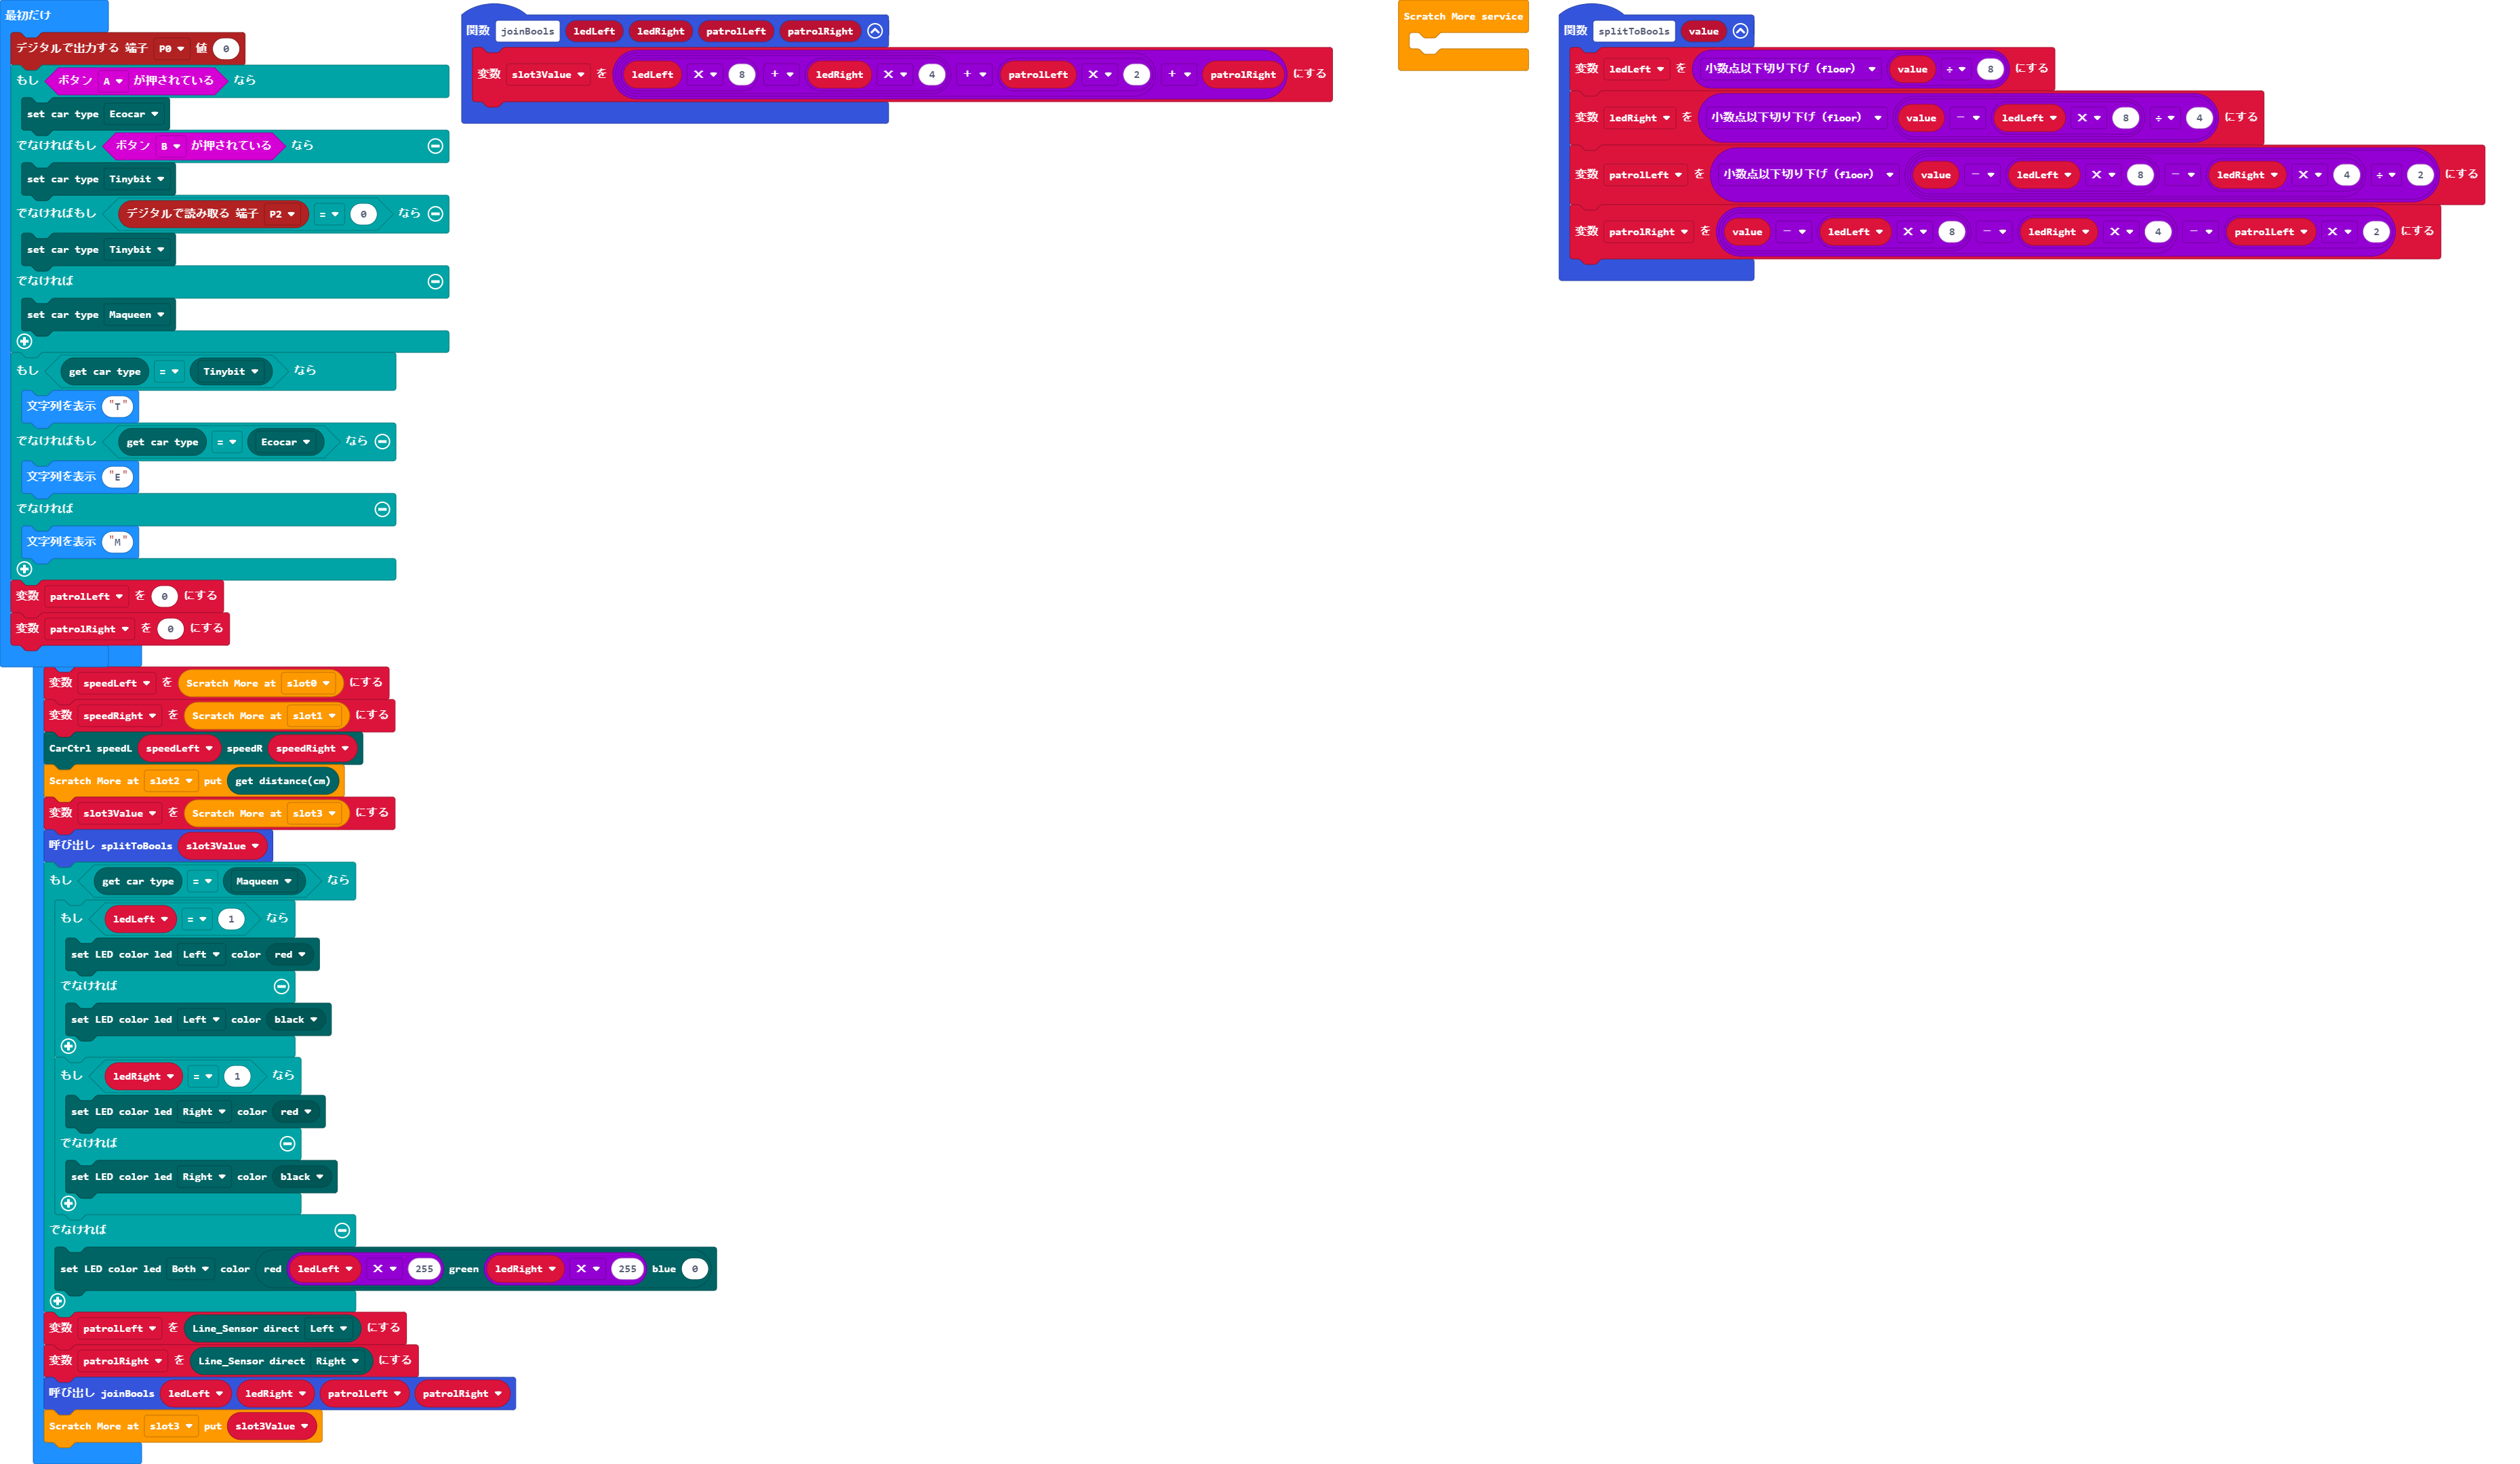 最初だけ
デジタルで出力する 端子 P0 値 0
もし ボタン A が押されている なら
set car type Ecocar
でなければもし ボタン B が押されている なら
set car type Tinybit
でなければもし デジタルで読み取る 端子 P2 = 0 なら
set car type Tinybit
でなければ
set car type Maqueen
もし get car type = Tinybit なら
文字列を表示 "T"
でなければもし get car type = Ecocar なら
文字列を表示 "E"
でなければ
文字列を表示 "M"
変数 patrolLeft を 0 にする
変数 patrolRight を 0 にする
変数 speedLeft を Scratch More at slot0 にする
変数 speedRight を Scratch More at slot1 にする
CarCtrl speedL speedLeft speedR speedRight
Scratch More at slot2 put get distance(cm)
変数 slot3Value を Scratch More at slot3 にする
呼び出し splitToBools slot3Value
もし get car type = Maqueen なら
もし ledLeft = 1 なら
set LED color led Left color red
でなければ
set LED color led Left color black
もし ledRight = 1 なら
set LED color led Right color red
でなければ
set LED color led Right color black
でなければ
set LED color led Both color red ledLeft × 255 green ledRight × 255 blue 0
変数 patrolLeft を Line_Sensor direct Left にする
変数 patrolRight を Line_Sensor direct Right にする
呼び出し joinBools ledLeft ledRight patrolLeft patrolRight
Scratch More at slot3 put slot3Value
関数 joinBools ledLeft ledRight patrolLeft patrolRight
変数 slot3Value を ledLeft × 8 + ledRight × 4 + patrolLeft × 2 + patrolRight にする
Scratch More service
関数 splitToBools value
変数 ledLeft を 小数点以下切り下げ（floor） value ÷ 8 にする
変数 ledRight を 小数点以下切り下げ（floor） value － ledLeft × 8 ÷ 4 にする
変数 patrolLeft を 小数点以下切り下げ（floor） value － ledLeft × 8 － ledRight × 4 ÷ 2 にする
変数 patrolRight を value － ledLeft × 8 － ledRight × 4 － patrolLeft × 2 にする